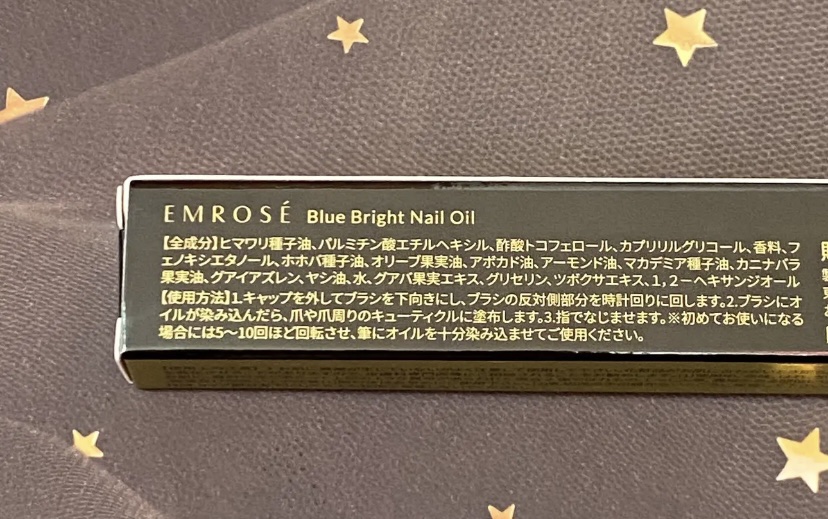 EMROSÉ Blue Bright Nail Oil
【全成分】ヒマワリ種子油、パルミチン酸エチルヘキシル、酢酸トコフェロール、カプリリルグリコール、香料、フ
ェノキシエタノール、ホホバ種子油、オリーブ果実油、アボカド油、アーモンド油、マカデミア種子油、カニナバラ
果実油、グアイアズレン、ヤシ油、水、グアバ果実エキス、グリセリン、ツボクサエキス、1,2-ヘキサンジオール
【使用方法】1.キャップを外してブラシを下向きにし、ブラシの反対側部分を時計回りに回します。2.ブラシにオ
イルが染み込んだら、爪や爪周りのキューティクルに塗布します。3.指でなじませます。※初めてお使いになる
場合には5〜10回ほど回転させ、筆にオイルを十分染み込ませてご使用ください。